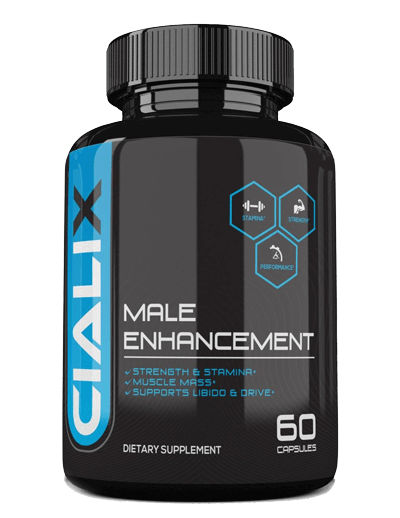 CIALIX
STAMINA+
STRENGTH+
PERFORMANCE+
MALE
ENHANCEMENT
✓ STRENGTH & STAMINA+
✓ MUSCLE MASS+
✓ SUPPORTS LIBIDO & DRIVE+
DIETARY SUPPLEMENT
60
CAPSULES